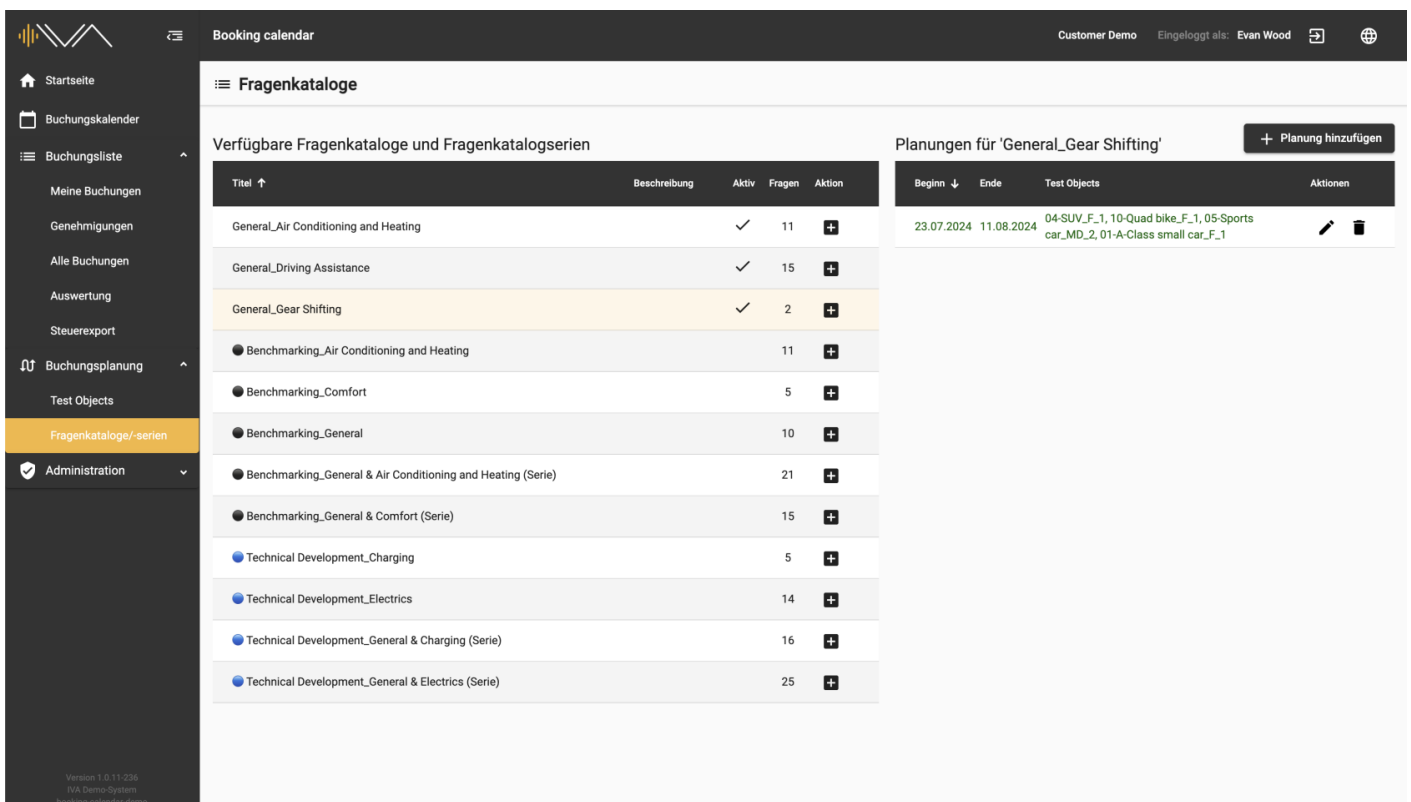 IVA
Booking calendar
Customer Demo Eingeloggt als: Evan Wood
Startseite
Buchungskalender
Buchungsliste
Meine Buchungen
Genehmigungen
Alle Buchungen
Auswertung
Steuerexport
Buchungsplanung
Test Objects
Fragenkataloge/-serien
Administration
Version 1.0.11-236
IVA Demo-System
booking-calendar-demo
Fragenkataloge
Verfügbare Fragenkataloge und Fragenkatalogserien
Titel Beschreibung Aktiv Fragen Aktion
General_Air Conditioning and Heating 11
General_Driving Assistance 15
General_Gear Shifting 2
Benchmarking_Air Conditioning and Heating 11
Benchmarking_Comfort 5
Benchmarking_General 10
Benchmarking_General & Air Conditioning and Heating (Serie) 21
Benchmarking_General & Comfort (Serie) 15
Technical Development_Charging 5
Technical Development_Electrics 14
Technical Development_General & Charging (Serie) 16
Technical Development_General & Electrics (Serie) 25
Planungen für 'General_Gear Shifting'
+ Planung hinzufügen
Beginn Ende Test Objects Aktionen
23.07.2024 11.08.2024 04-SUV_F_1, 10-Quad bike_F_1, 05-Sports
car_MD_2, 01-A-Class small car_F_1